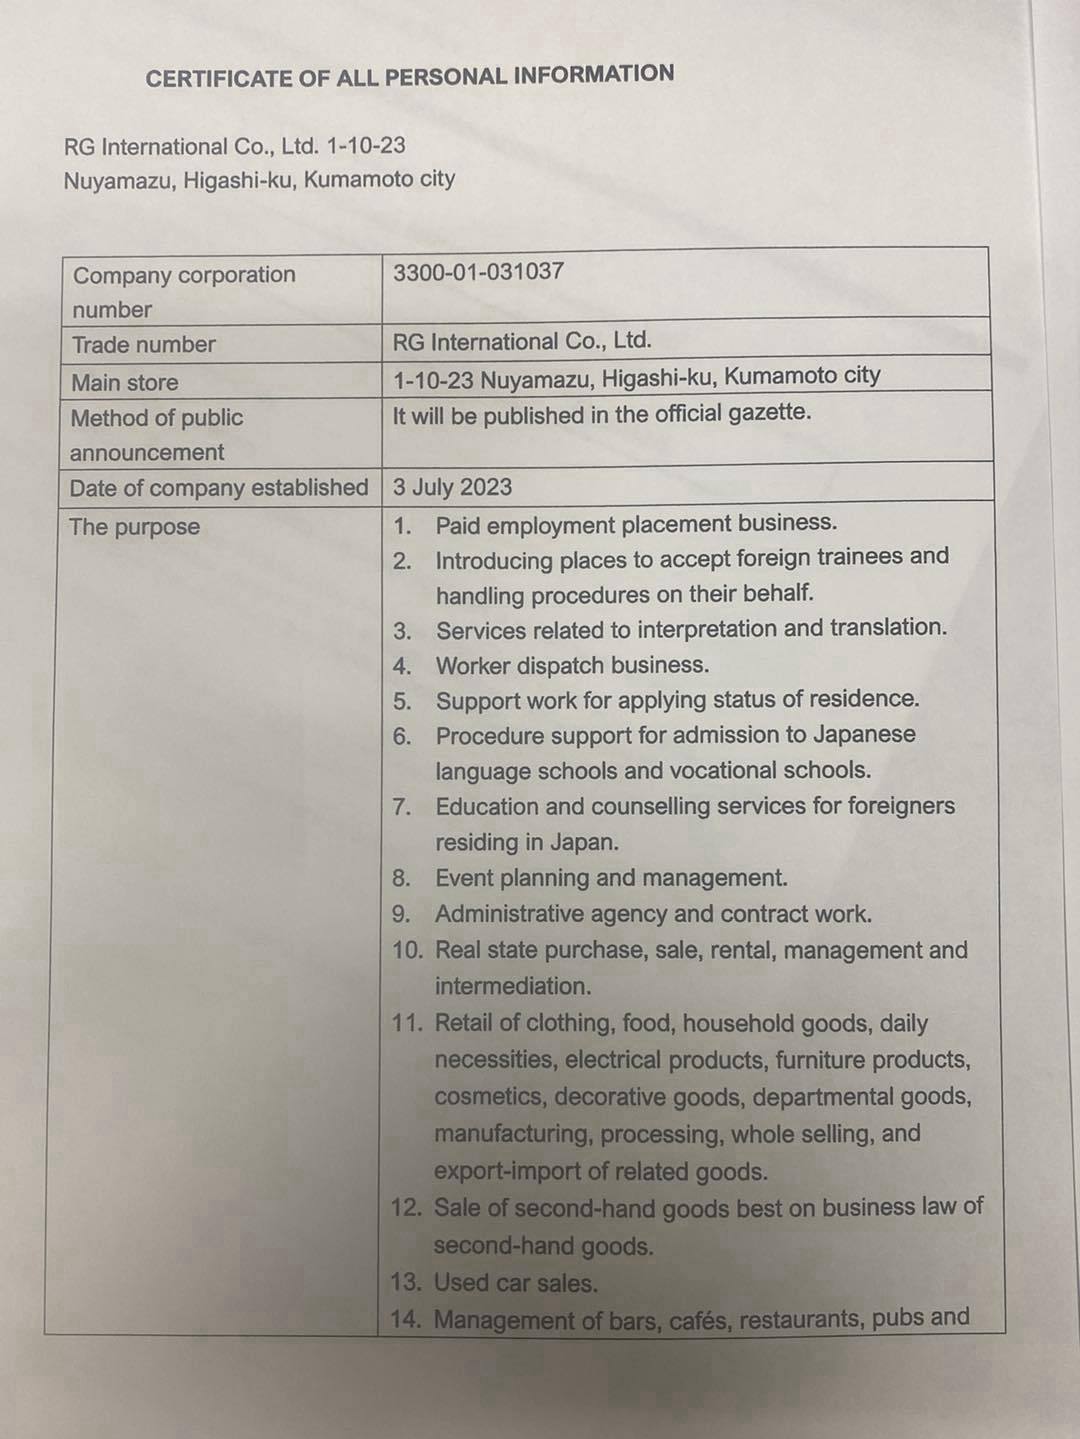 CERTIFICATE OF ALL PERSONAL INFORMATION
RG International Co., Ltd. 1-10-23
Nuyamazu, Higashi-ku, Kumamoto city
Company corporation number
3300-01-031037
Trade number
RG International Co., Ltd.
Main store
1-10-23 Nuyamazu, Higashi-ku, Kumamoto city
Method of public announcement
It will be published in the official gazette.
Date of company established
3 July 2023
The purpose
1. Paid employment placement business.
2. Introducing places to accept foreign trainees and
handling procedures on their behalf.
3. Services related to interpretation and translation.
4. Worker dispatch business.
5. Support work for applying status of residence.
6. Procedure support for admission to Japanese
language schools and vocational schools.
7. Education and counselling services for foreigners
residing in Japan.
8. Event planning and management.
9. Administrative agency and contract work.
10. Real state purchase, sale, rental, management and
intermediation.
11. Retail of clothing, food, household goods, daily
necessities, electrical products, furniture products,
cosmetics, decorative goods, departmental goods,
manufacturing, processing, whole selling, and
export-import of related goods.
12. Sale of second-hand goods best on business law of
second-hand goods.
13. Used car sales.
14. Management of bars, cafés, restaurants, pubs and